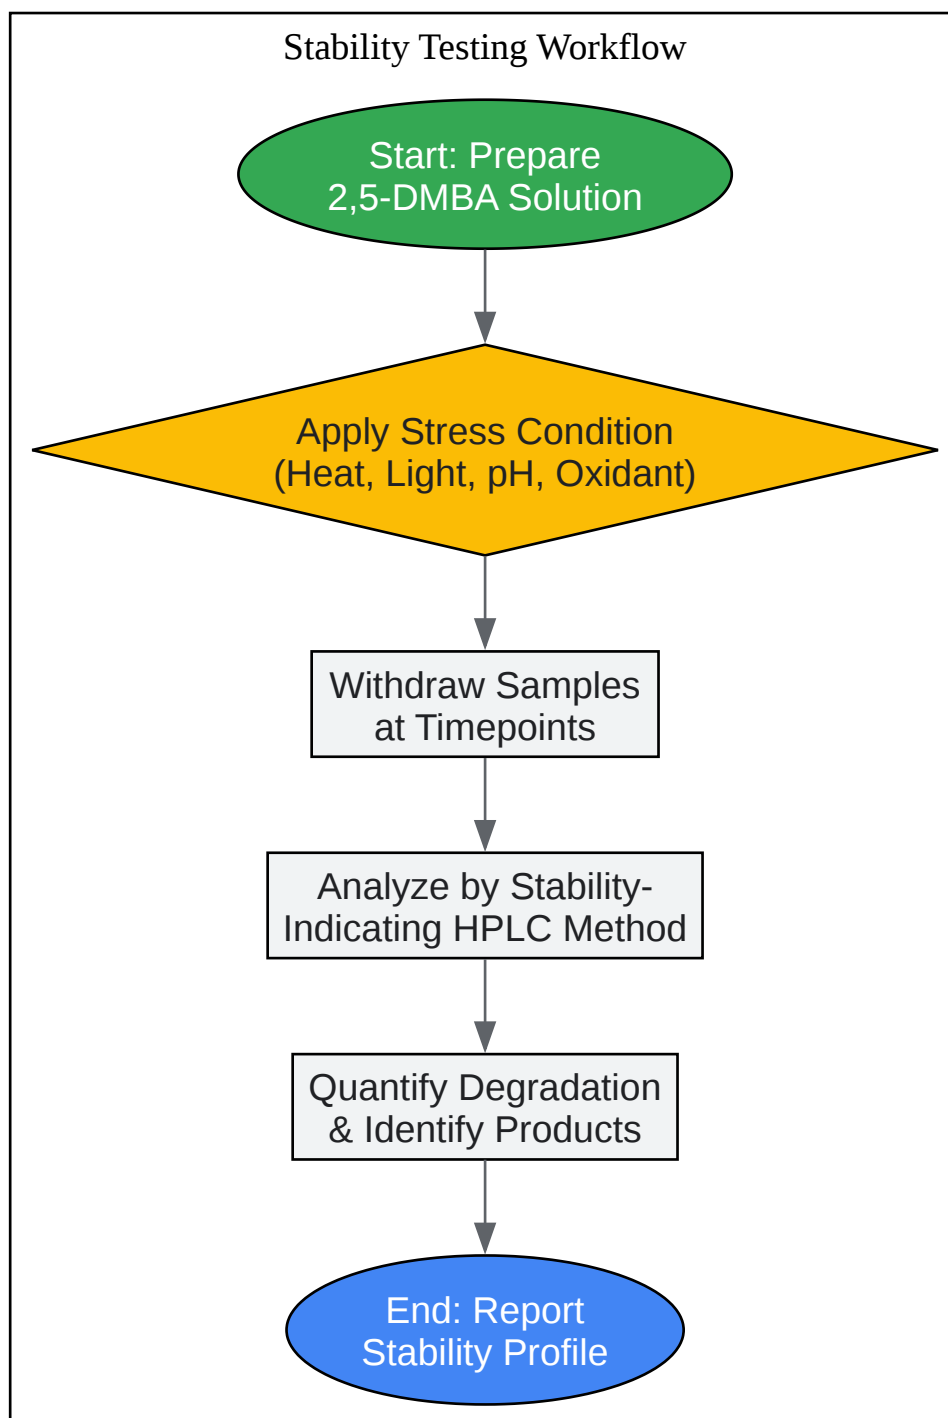 Stability Testing Workflow
Start: Prepare
2,5-DMBA Solution
Apply Stress Condition
(Heat, Light, pH, Oxidant)
Withdraw Samples
at Timepoints
Analyze by Stability-
Indicating HPLC Method
Quantify Degradation
& Identify Products
End: Report
Stability Profile